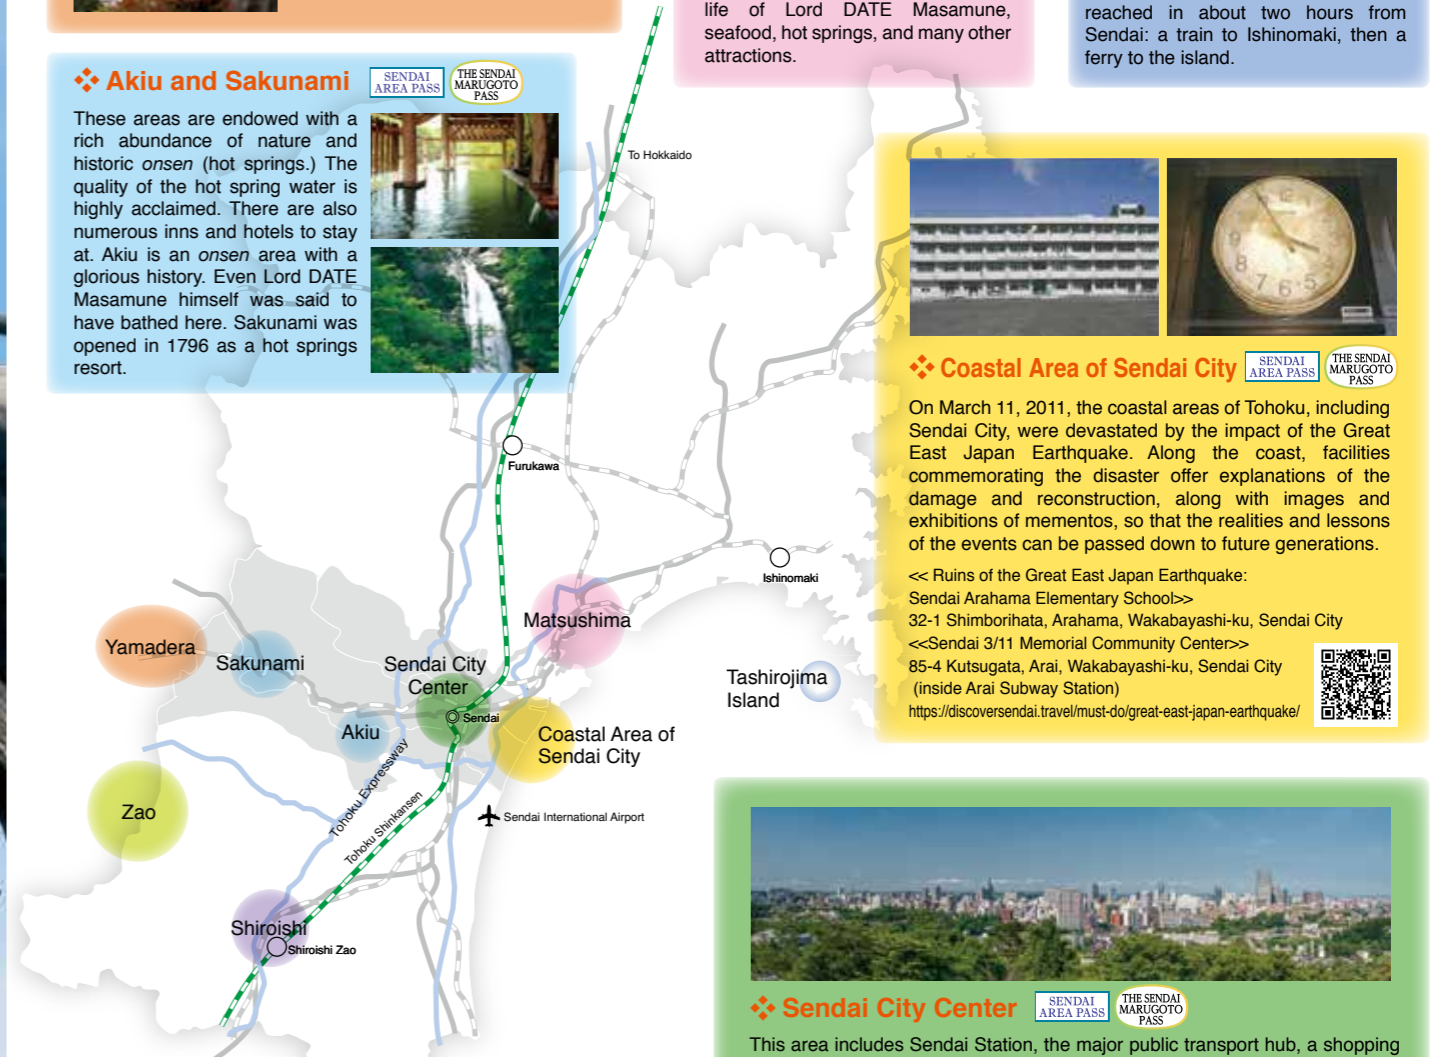 life of Lord DATE Masamune,
seafood, hot springs, and many other
attractions.
reached in about two hours from
Sendai: a train to Ishinomaki, then a
ferry to the island.
Akiu and Sakunami
SENDAI
AREA PASS
THE SENDAI
MARUGOTO
PASS
These areas are endowed with a
rich abundance of nature and
historic onsen (hot springs.) The
quality of the hot spring water is
highly acclaimed. There are also
numerous inns and hotels to stay
at. Akiu is an onsen area with a
glorious history. Even Lord DATE
Masamune himself was said to
have bathed here. Sakunami was
opened in 1796 as a hot springs
resort.
To Hokkaido
Furukawa
Ishinomaki
Matsushima
Yamadera
Sakunami
Sendai City
Center
Sendai
Tashirojima
Island
Akiu
Coastal Area of
Sendai City
Tohoku Expressway
Zao
Tohoku Shinkansen
Sendai International Airport
Shiroishi
Shiroishi Zao
Coastal Area of Sendai City
SENDAI
AREA PASS
THE SENDAI
MARUGOTO
PASS
On March 11, 2011, the coastal areas of Tohoku, including
Sendai City, were devastated by the impact of the Great
East Japan Earthquake. Along the coast, facilities
commemorating the disaster offer explanations of the
damage and reconstruction, along with images and
exhibitions of mementos, so that the realities and lessons
of the events can be passed down to future generations.
<< Ruins of the Great East Japan Earthquake:
Sendai Arahama Elementary School>>
32-1 Shimborihata, Arahama, Wakabayashi-ku, Sendai City
<<Sendai 3/11 Memorial Community Center>>
85-4 Kutsugata, Arai, Wakabayashi-ku, Sendai City
(inside Arai Subway Station)
https://discoversendai.travel/must-do/great-east-japan-earthquake/
Sendai City Center
SENDAI
AREA PASS
THE SENDAI
MARUGOTO
PASS
This area includes Sendai Station, the major public transport hub, a shopping